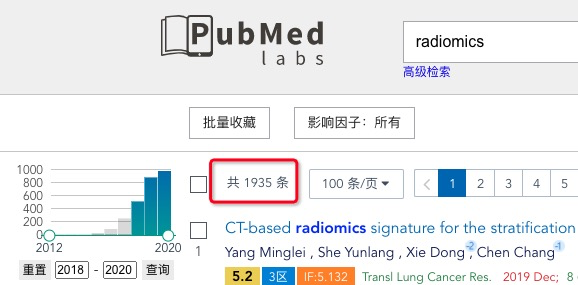 PubMed
labs
radiomics
高级检索
批量收藏
影响因子：所有
1000
800
600
400
200
0
2012
2020
重置 2018 - 2020 查询
共 1935 条
100 条/页
1 2 3 4 5
1
CT-based radiomics signature for the stratification
Yang Minglei , She Yunlang , Xie Dong -2 , Chen Chang -1
5.2 3区 IF:5.132 Transl Lung Cancer Res. 2019 Dec; 8